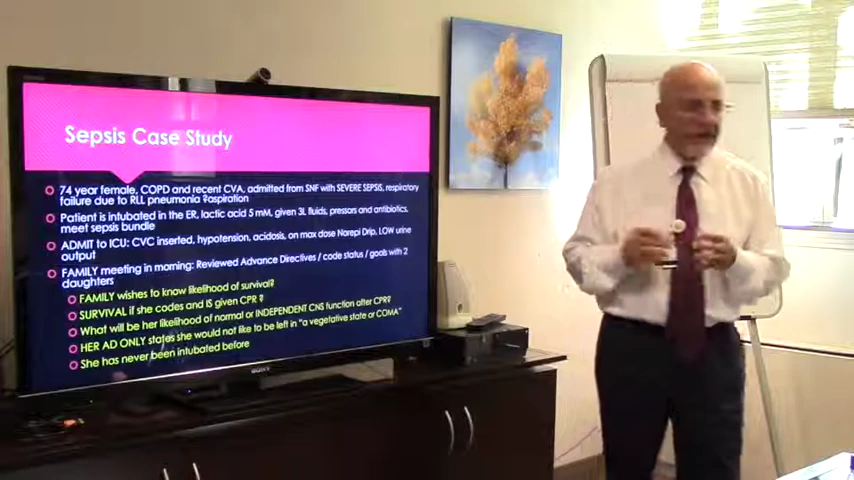 Sepsis Case Study
74 year female, COPD and recent CVA, admitted from SNF with SEVERE SEPSIS, respiratory
failure due to RLL pneumonia ?aspiration
Patient is intubated in the ER, lactic acid 5 mM, given 3L fluids, pressors and antibiotics,
meet sepsis bundle
ADMIT to ICU: CVC inserted, hypotension, acidosis, on max dose Norepi Drip, LOW urine
output
FAMILY meeting in morning: Reviewed Advance Directives / code status / goals with 2
daughters
FAMILY wishes to know likelihood of survival?
SURVIVAL if she codes and IS given CPR ?
What will be her likelihood of normal or INDEPENDENT CNS function after CPR?
HER AD ONLY states she would not like to be left in "a vegetative state or COMA"
She has never been intubated before
SONY